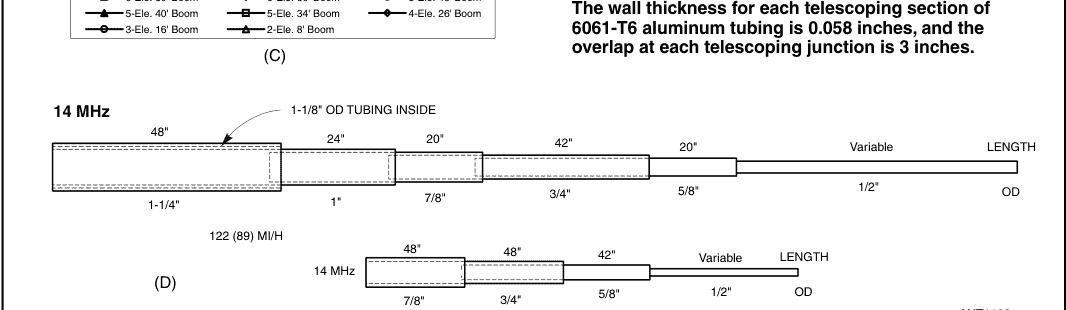 5-Ele. 40' Boom
5-Ele. 34' Boom
4-Ele. 26' Boom
3-Ele. 16' Boom
2-Ele. 8' Boom
(C)
The wall thickness for each telescoping section of
6061-T6 aluminum tubing is 0.058 inches, and the
overlap at each telescoping junction is 3 inches.
14 MHz
1-1/8" OD TUBING INSIDE
48"
24"
20"
42"
20"
Variable
LENGTH
1-1/4"
1"
7/8"
3/4"
5/8"
1/2"
OD
122 (89) MI/H
48"
48"
42"
Variable
LENGTH
14 MHz
(D)
7/8"
3/4"
5/8"
1/2"
OD